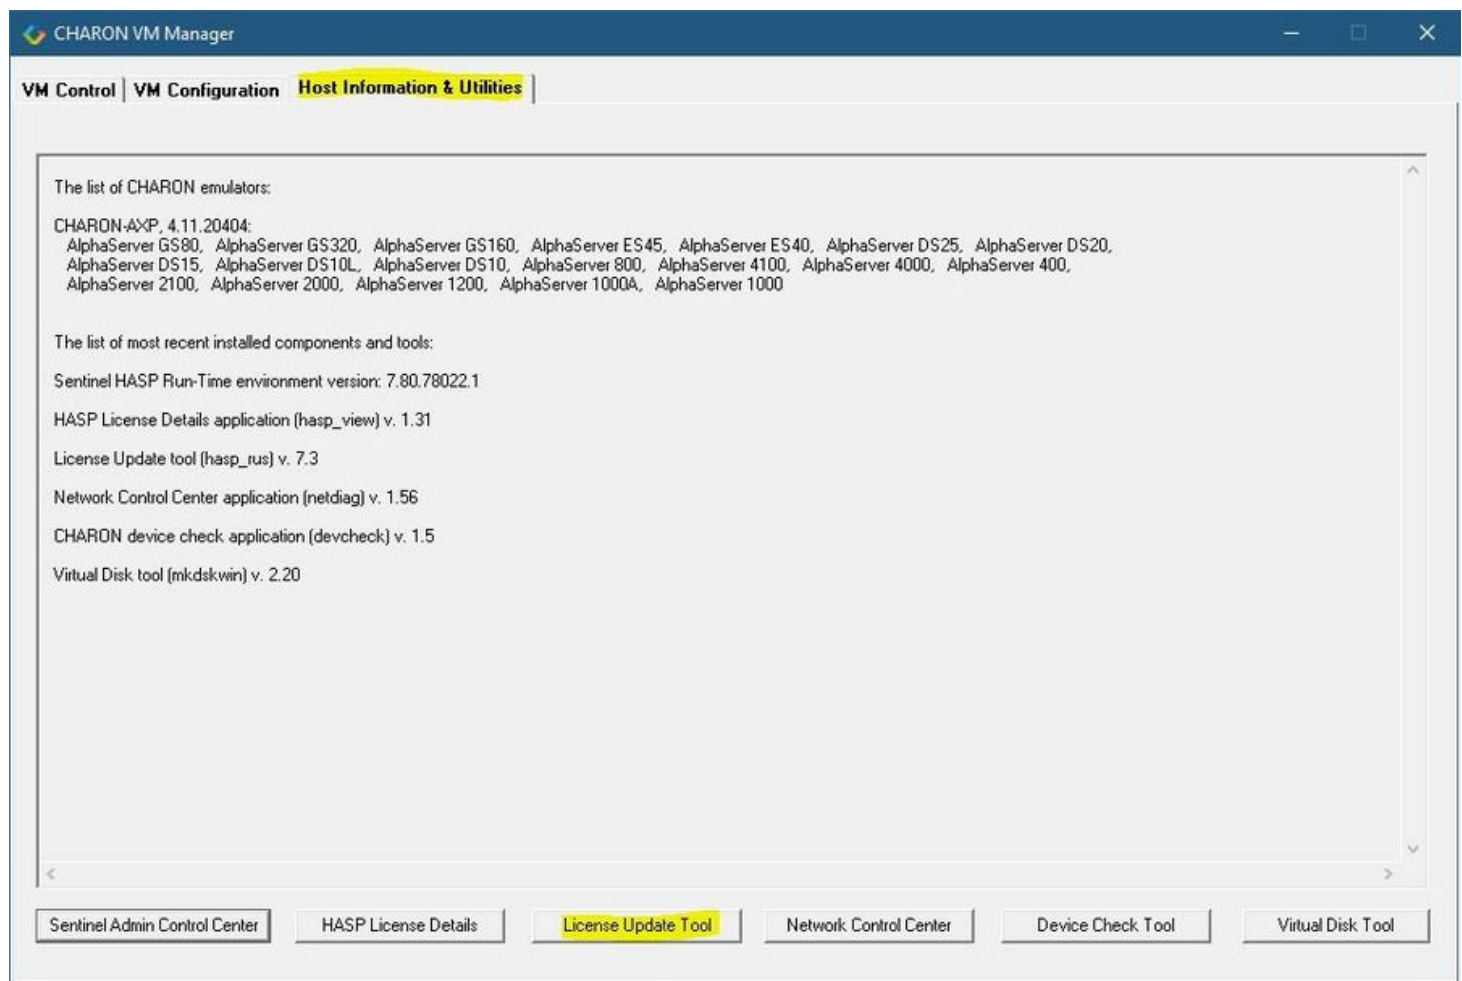 CHARON VM Manager
VM Control VM Configuration Host Information & Utilities
The list of CHARON emulators:
CHARON-AXP, 4.11.20404:
AlphaServer GS80, AlphaServer GS320, AlphaServer GS160, AlphaServer ES45, AlphaServer ES40, AlphaServer DS25, AlphaServer DS20,
AlphaServer DS15, AlphaServer DS10L, AlphaServer DS10, AlphaServer 800, AlphaServer 4100, AlphaServer 4000, AlphaServer 400,
AlphaServer 2100, AlphaServer 2000, AlphaServer 1200, AlphaServer 1000A, AlphaServer 1000
The list of most recent installed components and tools:
Sentinel HASP Run-Time environment version: 7.80.78022.1
HASP License Details application (hasp_view) v. 1.31
License Update tool (hasp_rus) v. 7.3
Network Control Center application (netdiag) v. 1.56
CHARON device check application (devcheck) v. 1.5
Virtual Disk tool (mkdskwin) v. 2.20
Sentinel Admin Control Center HASP License Details License Update Tool Network Control Center Device Check Tool Virtual Disk Tool